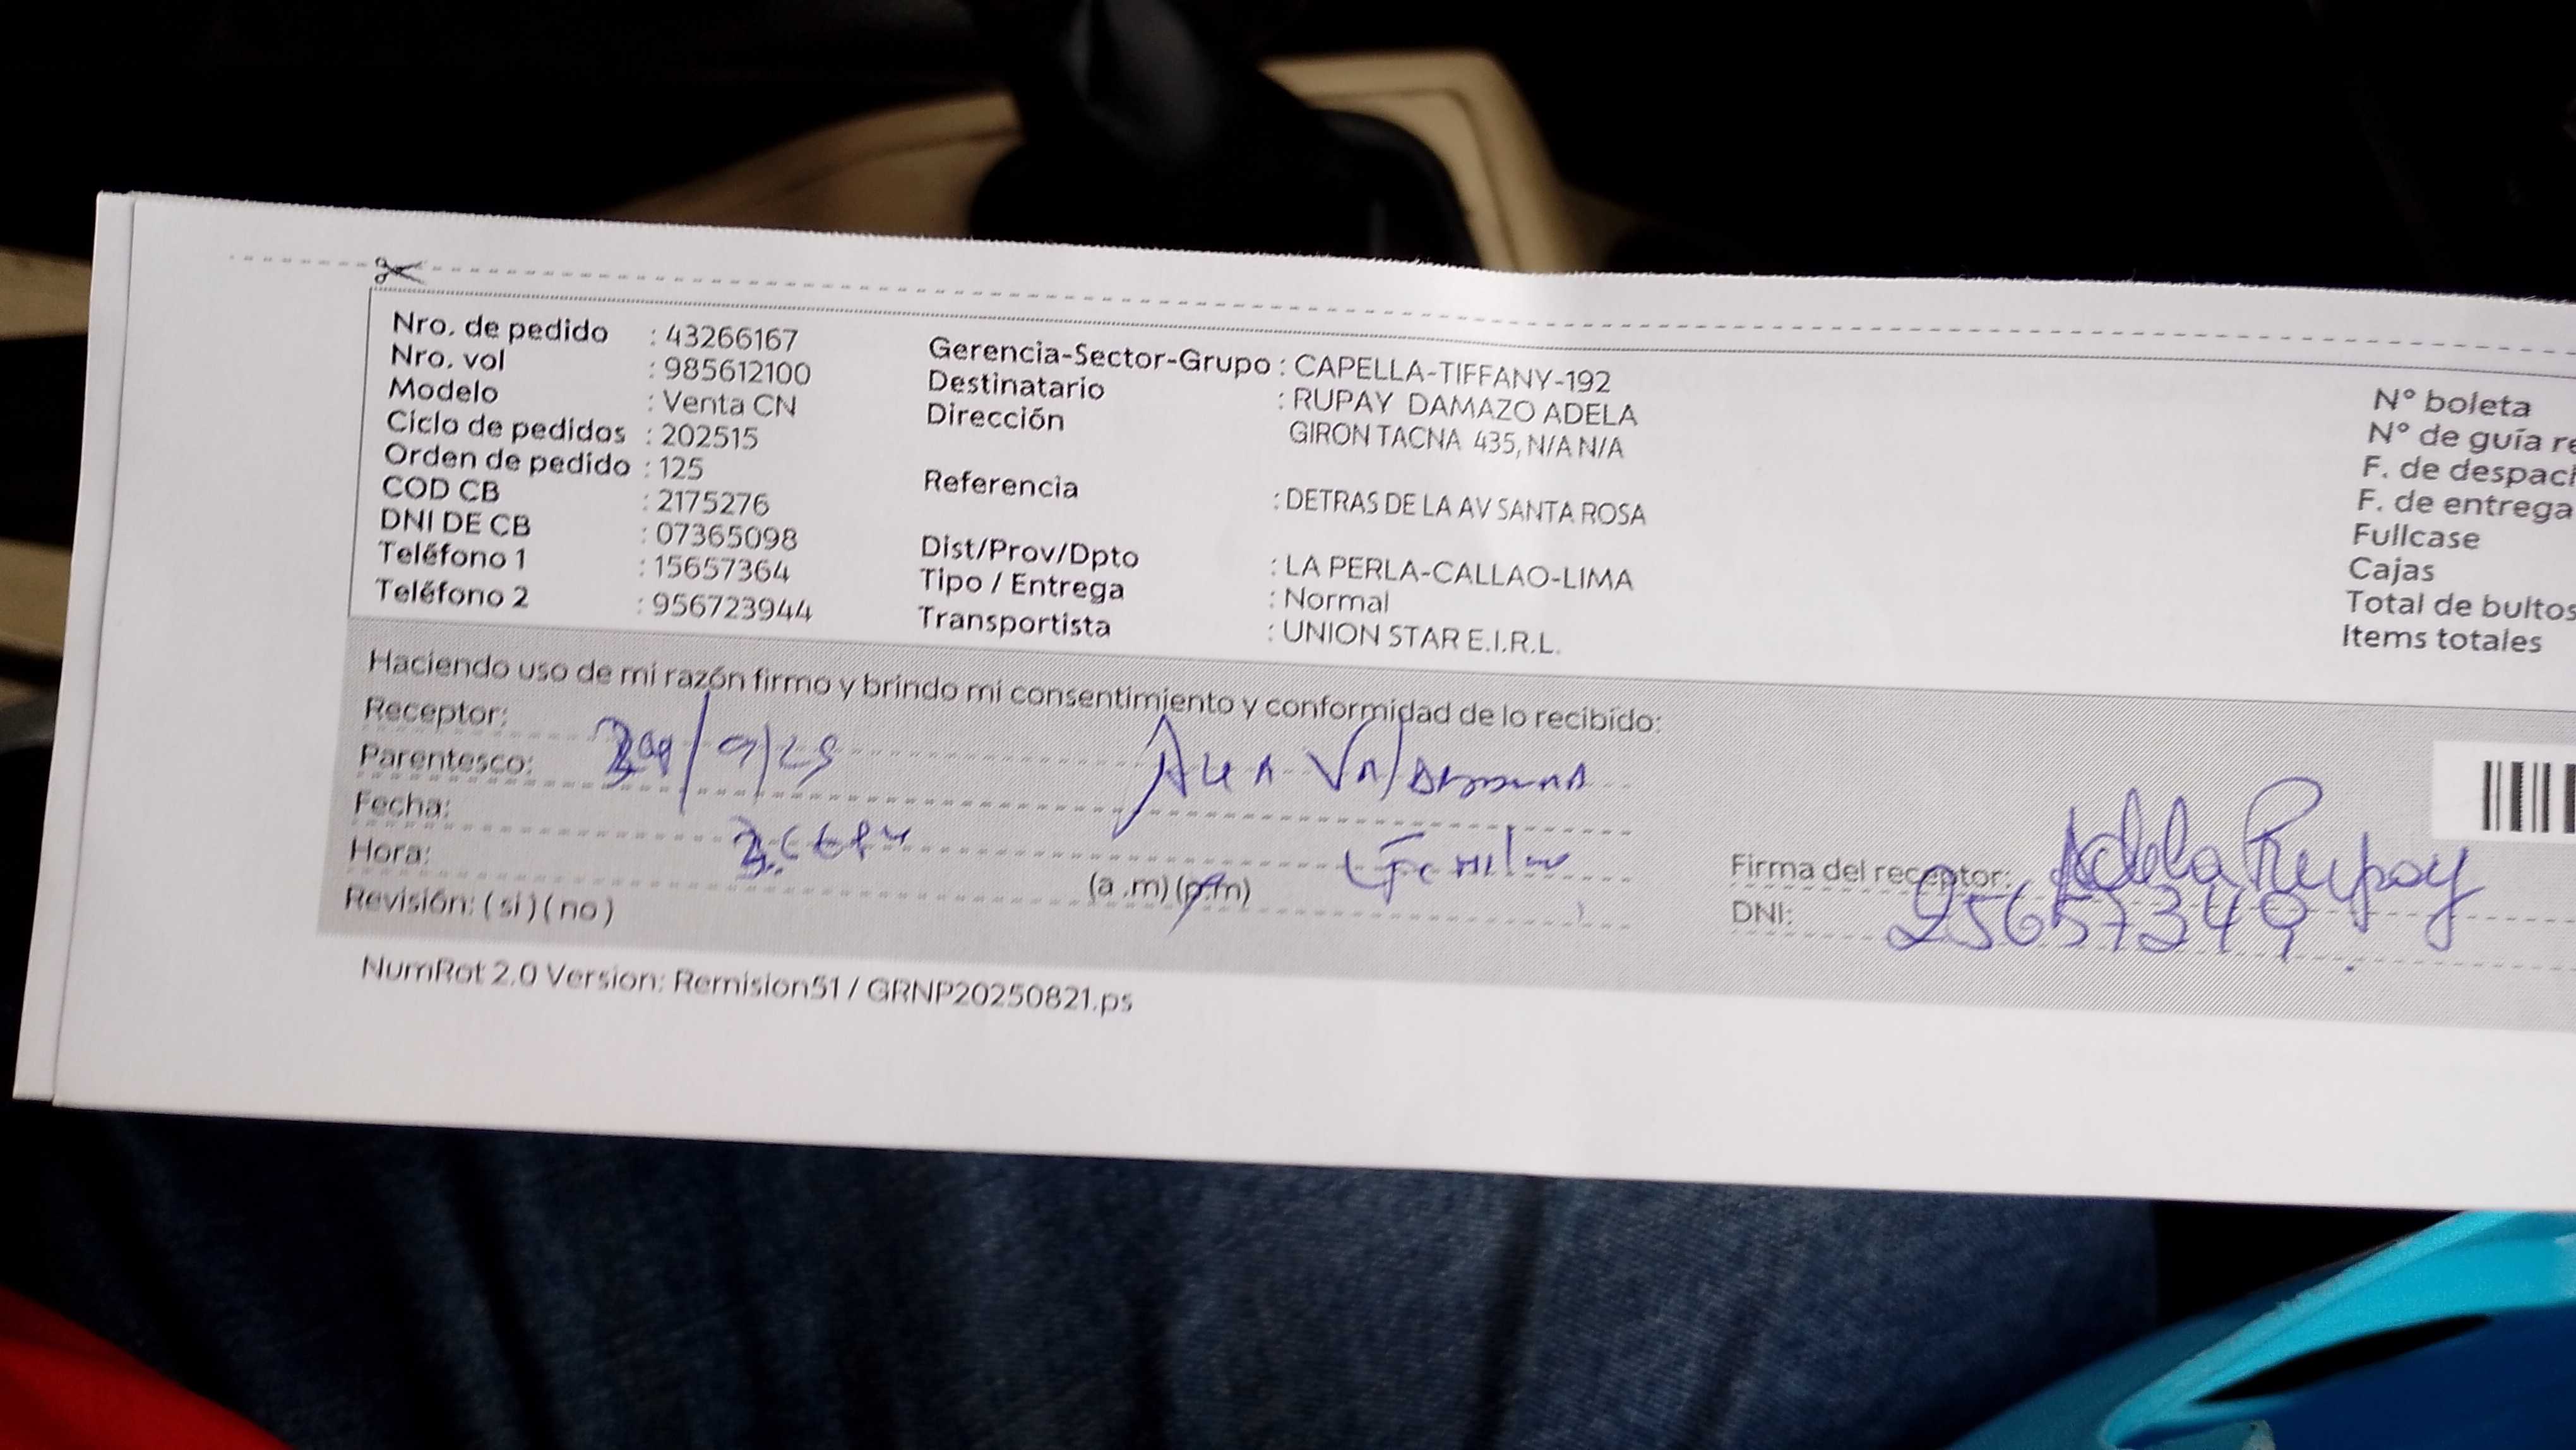 Nro. de pedido : 43266167
Nro. vol : 985612100
Modelo : Venta CN
Ciclo de pedidos : 202515
Orden de pedido : 125
COD CB : 2175276
DNI DE CB : 07365098
Teléfono 1 : 15657364
Teléfono 2 : 956723944
Gerencia-Sector-Grupo : CAPELLA-TIFFANY-192
Destinatario : RUPAY DAMAZO ADELA
Dirección GIRON TACNA 435, N/A N/A
Referencia : DETRAS DE LA AV SANTA ROSA
Dist/Prov/Dpto : LA PERLA-CALLAO-LIMA
Tipo / Entrega : Normal
Transportista : UNION STAR E.I.R.L.
N° boleta
N° de guía re
F. de despach
F. de entrega
Fullcase
Cajas
Total de bultos
Items totales
Haciendo uso de mi razón firmo y brindo mi consentimiento y conformidad de lo recibido:
Receptor:
Parentesco:
Fecha:
Hora: (a .m) (p.m)
Revisión: ( si ) ( no )
Firma del receptor: Adela Rupay
DNI: 25657349
NumRot 2.0 Version: Remision51 / GRNP20250821.ps